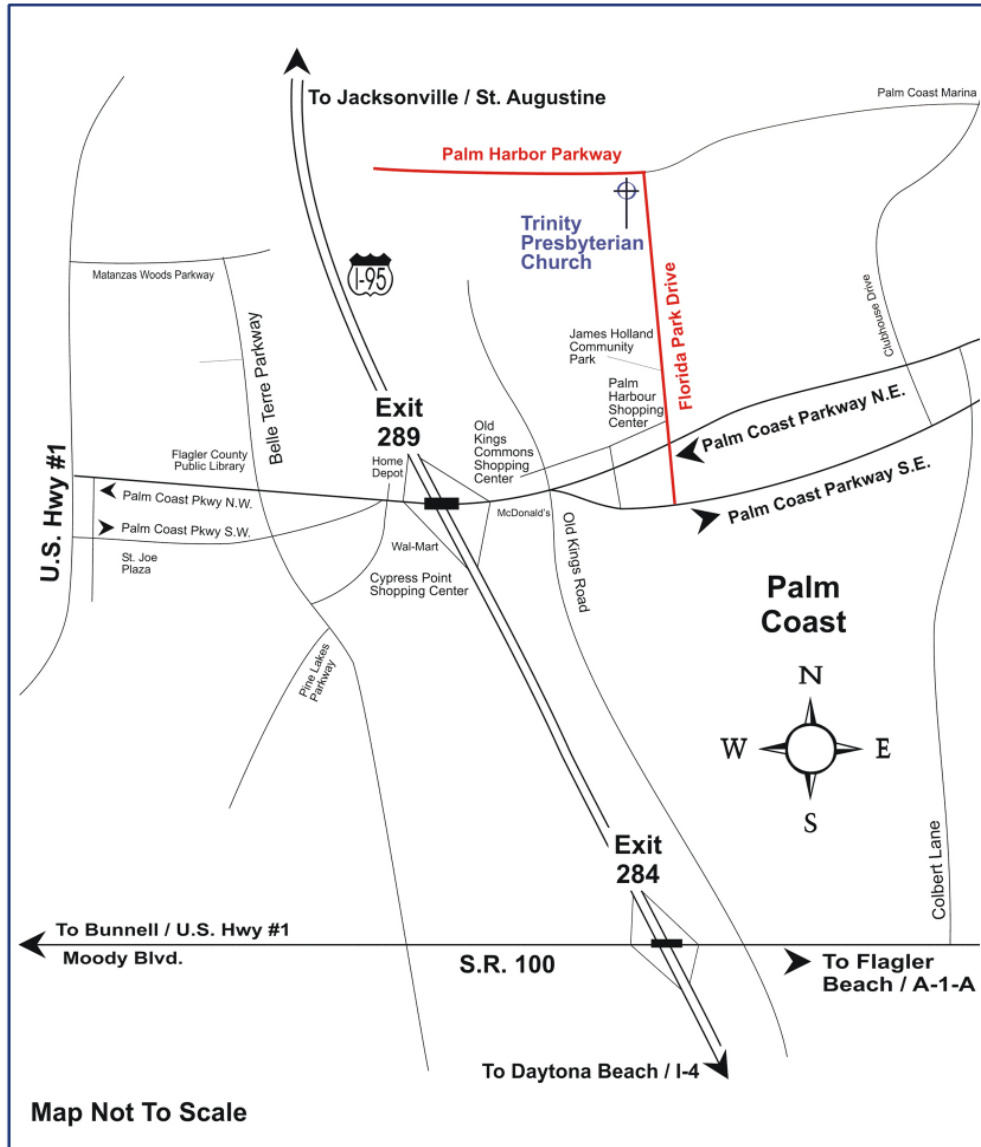 To Jacksonville / St. Augustine
Palm Coast Marina
Palm Harbor Parkway
Trinity
Presbyterian
Church
Matanzas Woods Parkway
I-95
Belle Terre Parkway
James Holland
Community
Park
Florida Park Drive
Clubhouse Drive
Palm
Harbour
Shopping
Center
Exit
289
Old
Kings
Commons
Shopping
Center
Palm Coast Parkway N.E.
Palm Coast Parkway S.E.
Flagler County
Public Library
Home
Depot
U.S. Hwy #1
Palm Coast Pkwy N.W.
Palm Coast Pkwy S.W.
McDonald's
St. Joe
Plaza
Wal-Mart
Cypress Point
Shopping Center
Old Kings Road
Palm
Coast
Pine Lakes
Parkway
N
W
E
S
Exit
284
Colbert Lane
To Bunnell / U.S. Hwy #1
Moody Blvd.
S.R. 100
To Flagler
Beach / A-1-A
To Daytona Beach / I-4
Map Not To Scale